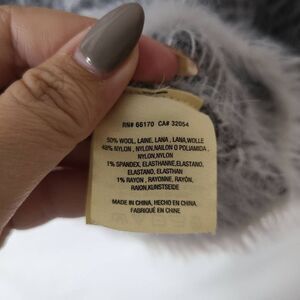 RN# 66170 CA# 32054
50% WOOL, LAINE, LANA, LANA,WOLLE
48% NYLON, NYLON,NAILON O POLIAMIDA
NYLON,NYLON
1% SPANDEX, ELASTHANNE,ELASTANO,
ELASTANO, ELASTHAN
1% RAYON, RAYONNE, RAYÓN,
RAION,KUNSTSEIDE
MADE IN CHINA, HECHO EN CHINA,
FABRIQUÉ EN CHINE